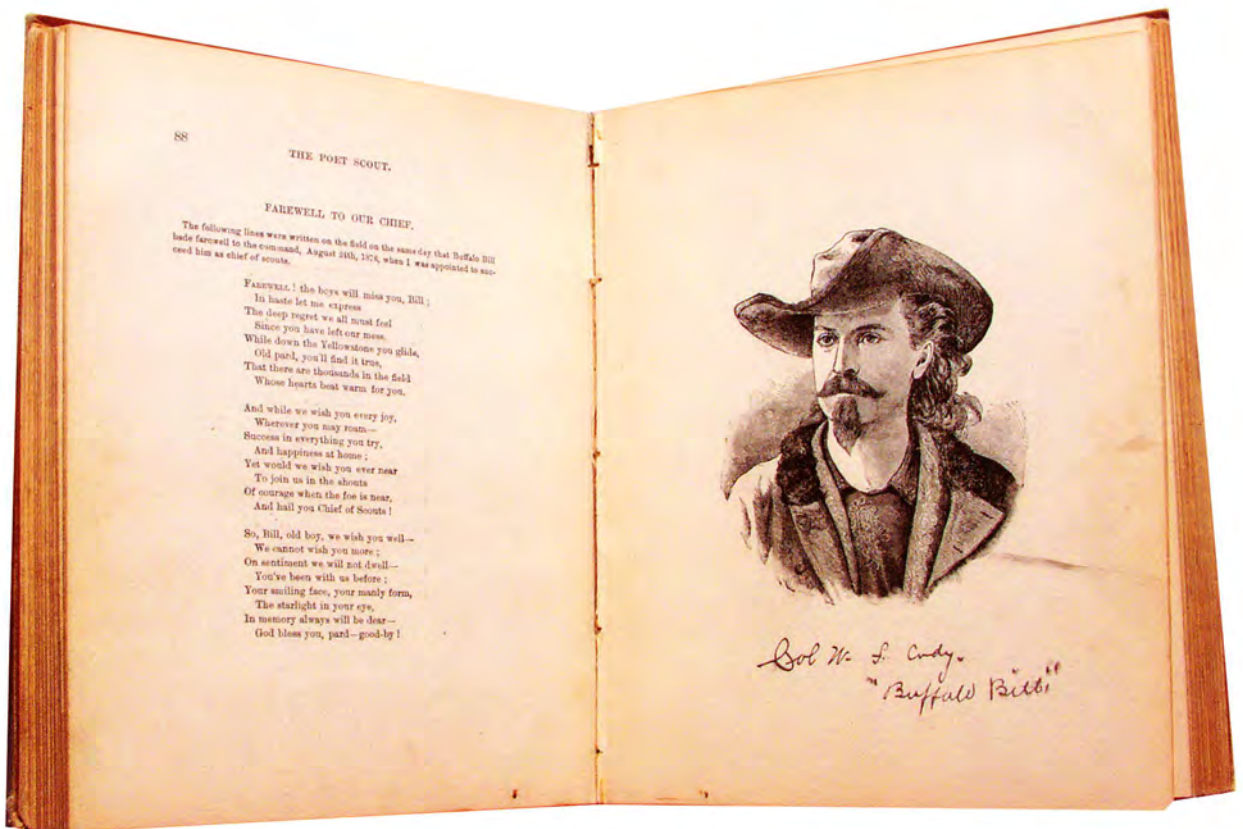 88
THE POET SCOUT.
FAREWELL TO OUR CHIEF.
The following lines were written on the field on the same day that Buffalo Bill
bade farewell to the command, August 24th, 1876, when I was appointed to suc-
ceed him as chief of scouts.
FAREWELL! the boys will miss you, Bill;
In haste let me express
The deep regret we all must feel
Since you have left our mess.
While down the Yellowstone you glide,
Old pard, you'll find it true,
That there are thousands in the field
Whose hearts beat warm for you.
And while we wish you every joy,
Wherever you may roam—
Success in everything you try,
And happiness at home;
Yet would we wish you ever near
To join us in the shouts
Of courage when the foe is near,
And hail you Chief of Scouts!
So, Bill, old boy, we wish you well—
We cannot wish you more;
On sentiment we will not dwell—
You've been with us before;
Your smiling face, your manly form,
The starlight in your eye,
In memory always will be dear—
God bless you, pard—good-by!
Col W. F. Cody.
"Buffalo Bill"